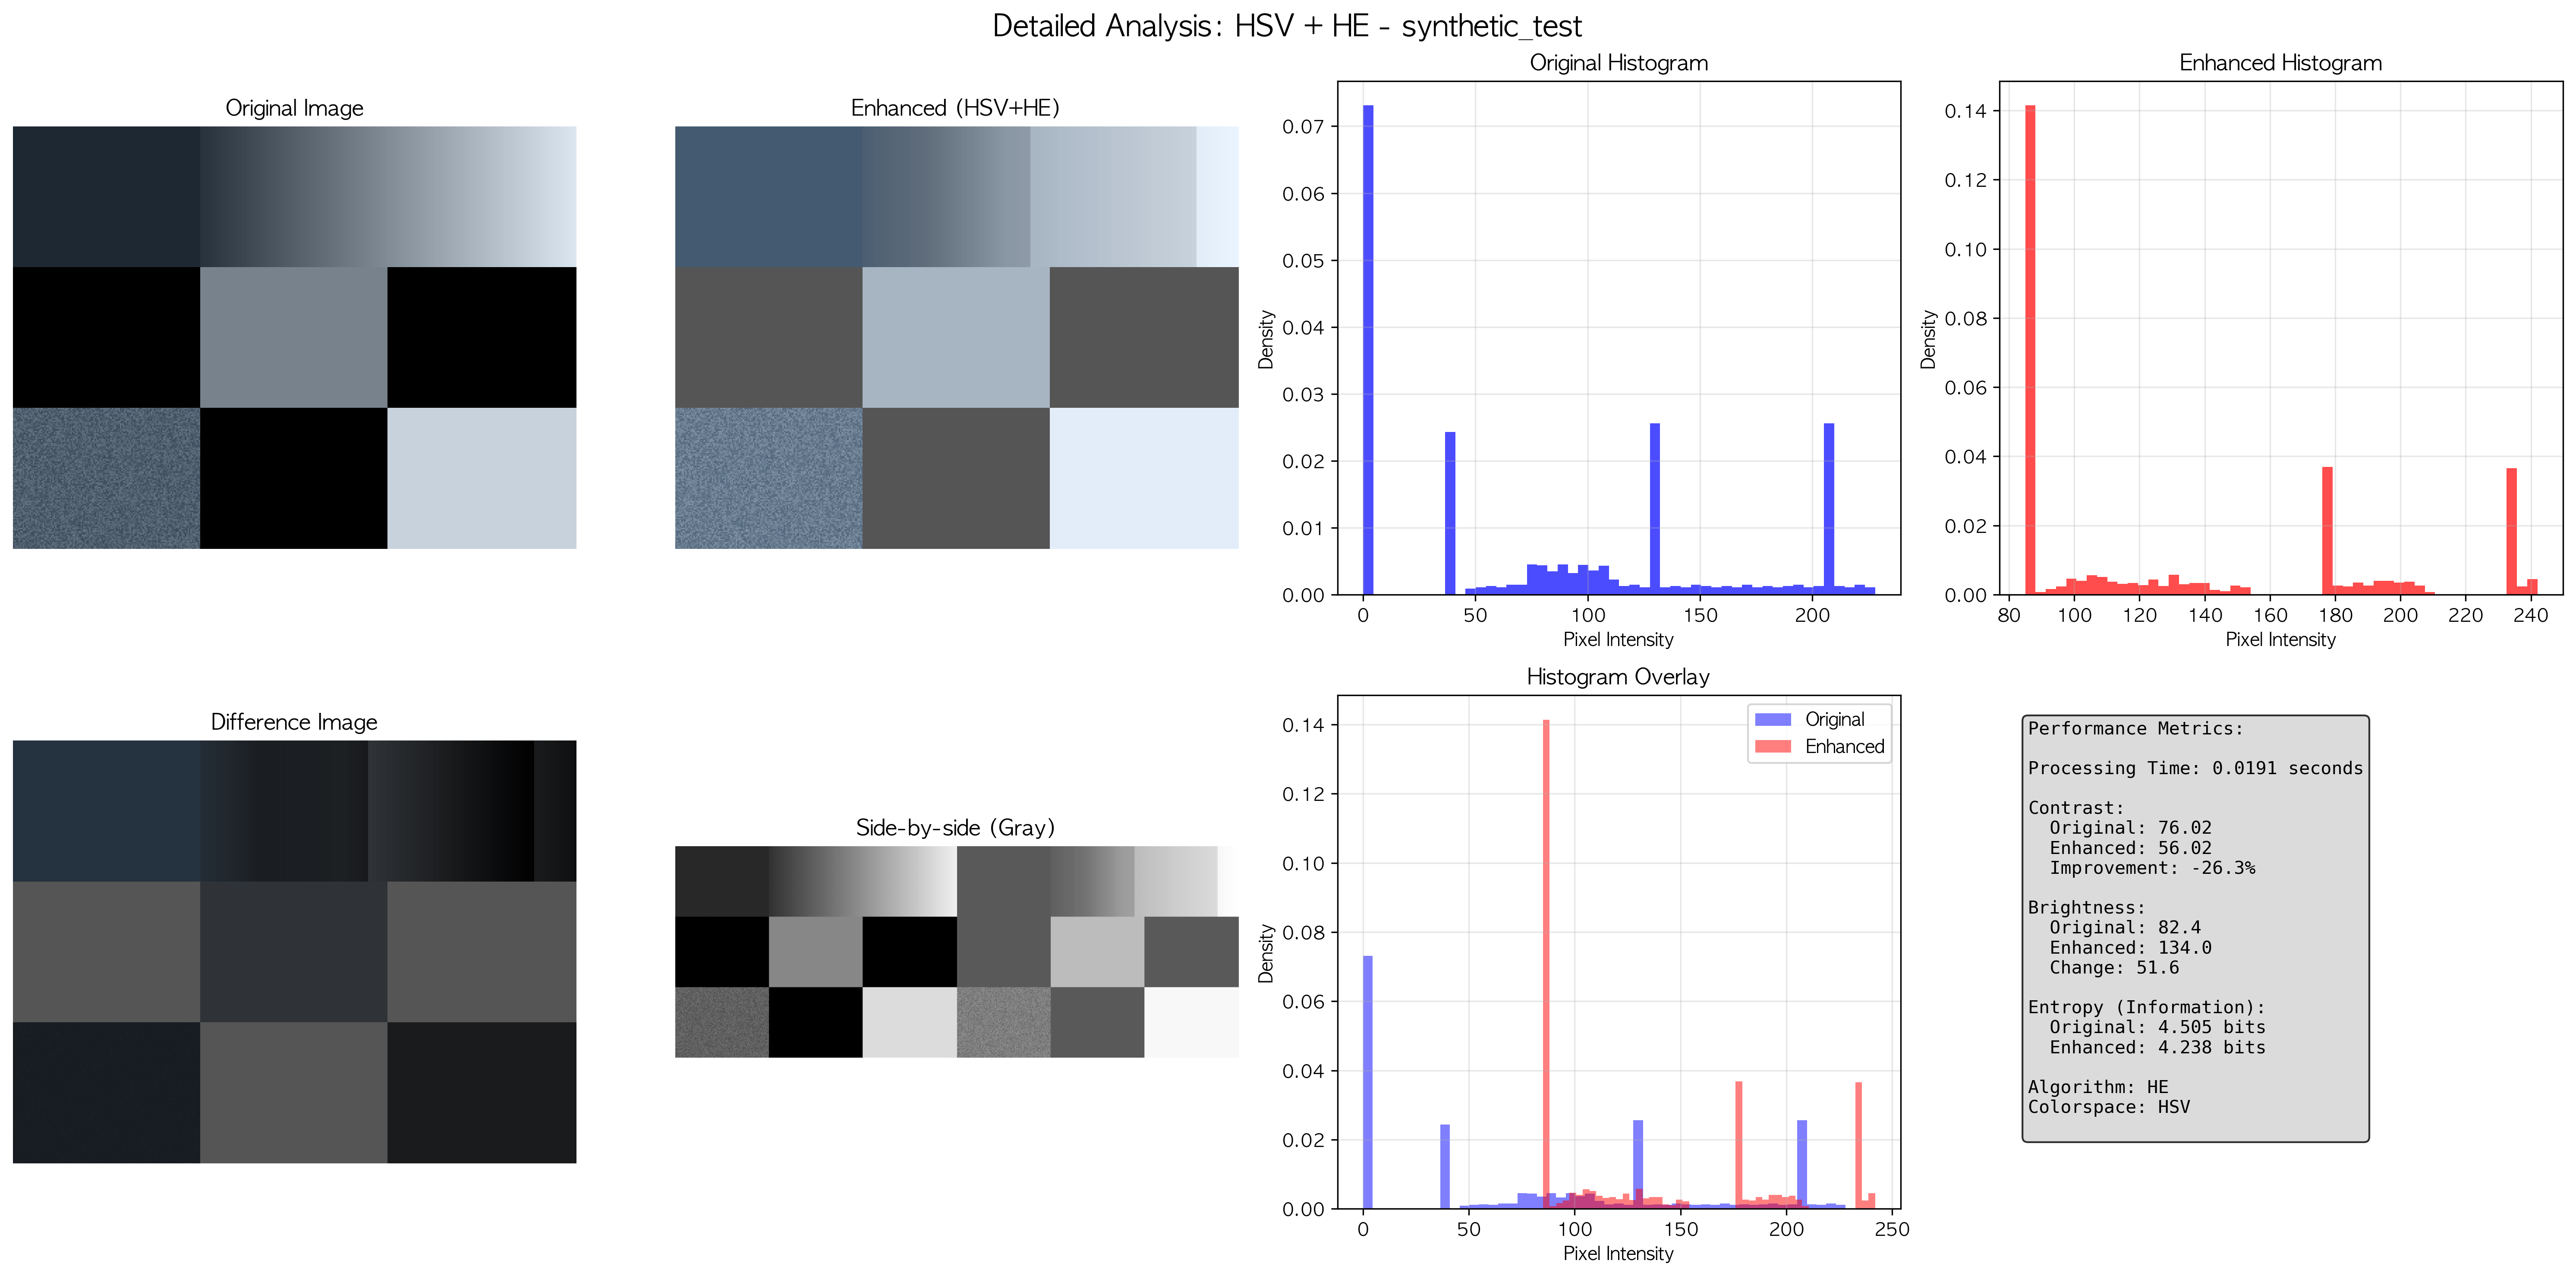 Detailed Analysis: HSV + HE - synthetic_test
Original Image
Enhanced (HSV+HE)
Original Histogram
0.07
0.06
0.05
0.04
0.03
0.02
0.01
0.00
Density
0
50
100
150
200
Pixel Intensity
Enhanced Histogram
0.14
0.12
0.10
0.08
0.06
0.04
0.02
0.00
Density
80
100
120
140
160
180
200
220
240
Pixel Intensity
Difference Image
Side-by-side (Gray)
Histogram Overlay
Original
Enhanced
0.14
0.12
0.10
0.08
0.06
0.04
0.02
0.00
Density
0
50
100
150
200
250
Pixel Intensity
Performance Metrics:
Processing Time: 0.0191 seconds
Contrast:
Original: 76.02
Enhanced: 56.02
Improvement: -26.3%
Brightness:
Original: 82.4
Enhanced: 134.0
Change: 51.6
Entropy (Information):
Original: 4.505 bits
Enhanced: 4.238 bits
Algorithm: HE
Colorspace: HSV